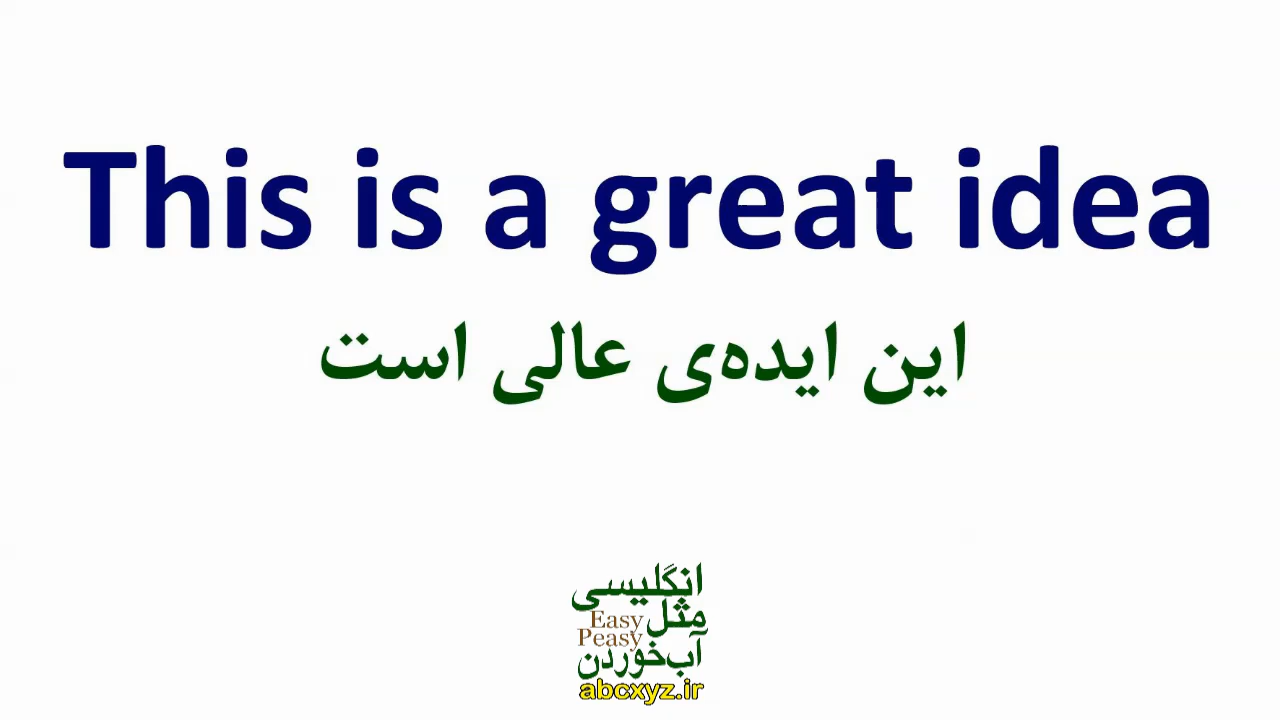 This is a great idea
این ایده‌ی عالی است
انگلیسی
مثل
Easy
Peasy
آب‌خوردن
abcxyz.ir